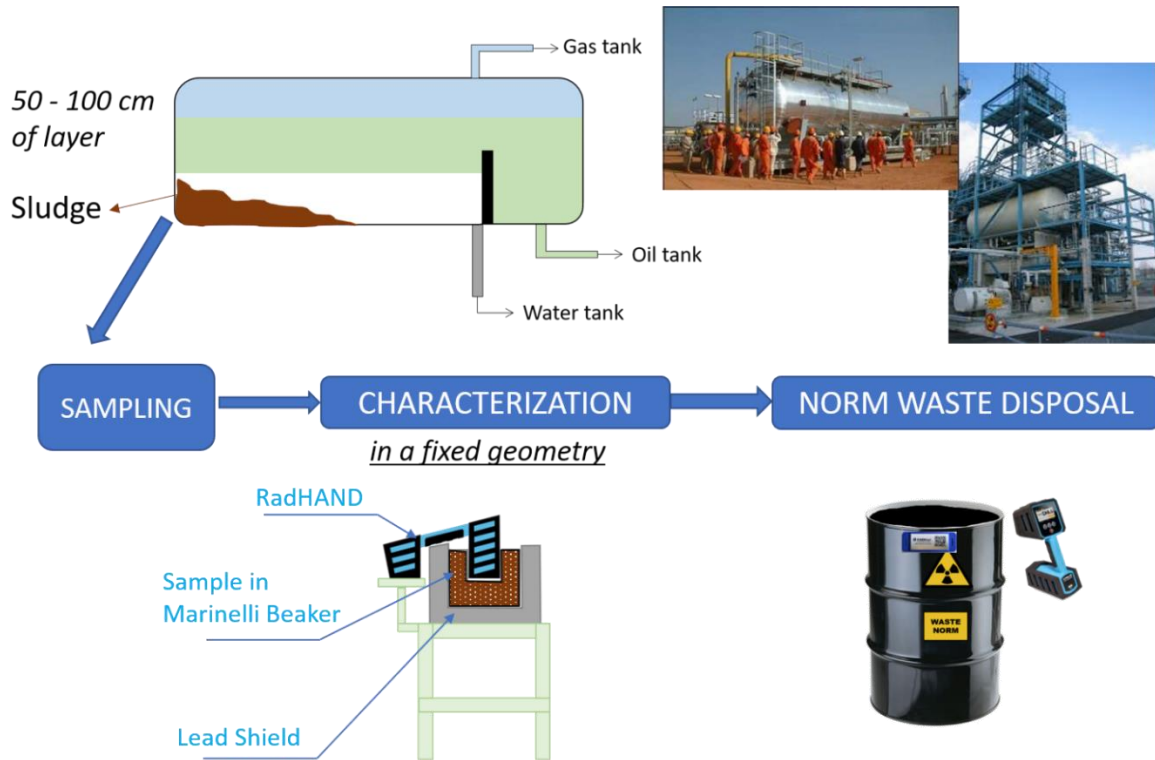 Gas tank
50 - 100 cm
of layer
Sludge
Oil tank
Water tank
SAMPLING
CHARACTERIZATION
NORM WASTE DISPOSAL
in a fixed geometry
RadHAND
Sample in
Marinelli Beaker
Lead Shield
WASTE
NORM